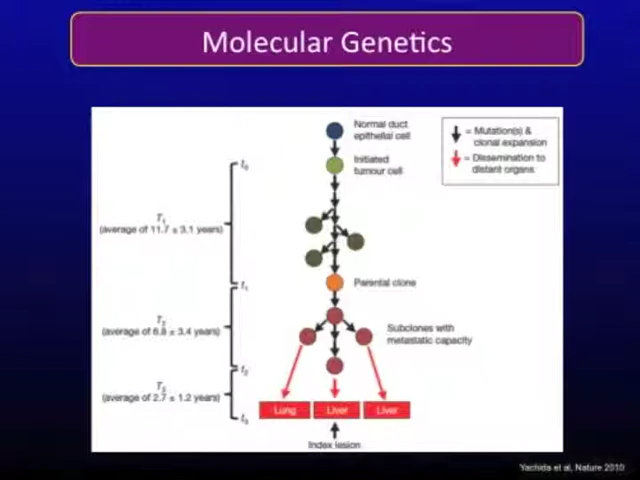 Molecular Genetics
Normal duct
epithelial cell
= Mutation(s) &
clonal expansion
= Dissemination to
distant organs
Initiated
tumour cell
t₀
T₁
(average of 11.7 ± 3.1 years)
Parental clone
t₁
T₂
(average of 6.8 ± 3.4 years)
Subclones with
metastatic capacity
t₂
T₃
(average of 2.7 ± 1.2 years)
Lung Liver Liver
t₃
Index lesion
Yachida et al, Nature 2010